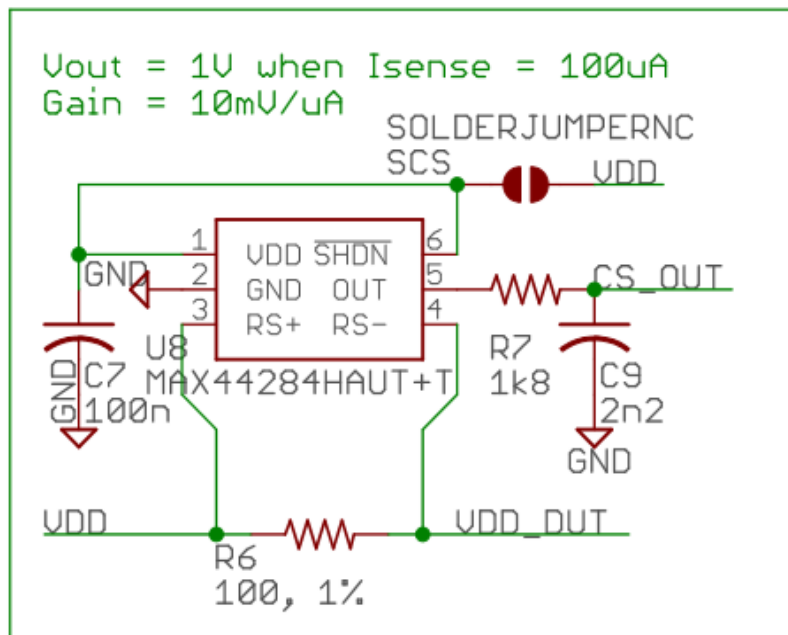 Vout = 1V when Isense = 100uA
Gain = 10mV/uA
SOLDERJUMPERNC
SCS
VDD
1 VDD SHDN 6
GND 2 GND OUT 5 CS_OUT
3 RS+ RS- 4
U8
MAX44284HAUT+T
R7
1k8
C7
100n
GND
C9
2n2
GND
VDD
VDD_DUT
R6
100, 1%